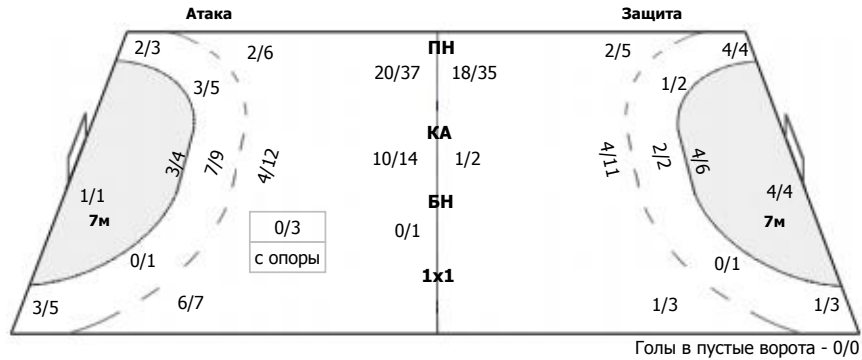 Атака Защита
2/3 2/6 ПН 2/5 4/4
3/5 20/37 18/35 1/2
КА
3/4 7/9 4/12 10/14 1/2 4/11 2/2 4/6
1/1 БН 4/4
7м 0/3 0/1 7м
0/1 с опоры 0/1
1x1
3/5 6/7 1/3 1/3
Голы в пустые ворота - 0/0